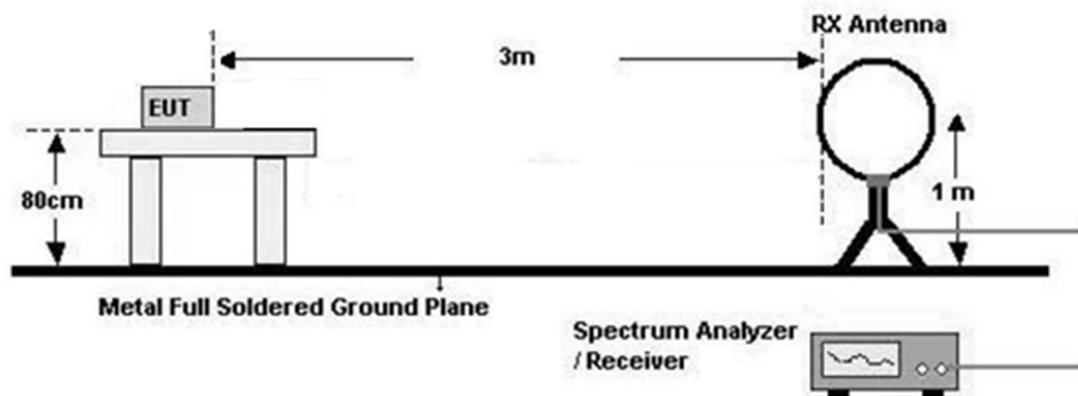 RX Antenna
3m
EUT
80cm
1 m
Metal Full Soldered Ground Plane
Spectrum Analyzer
/ Receiver